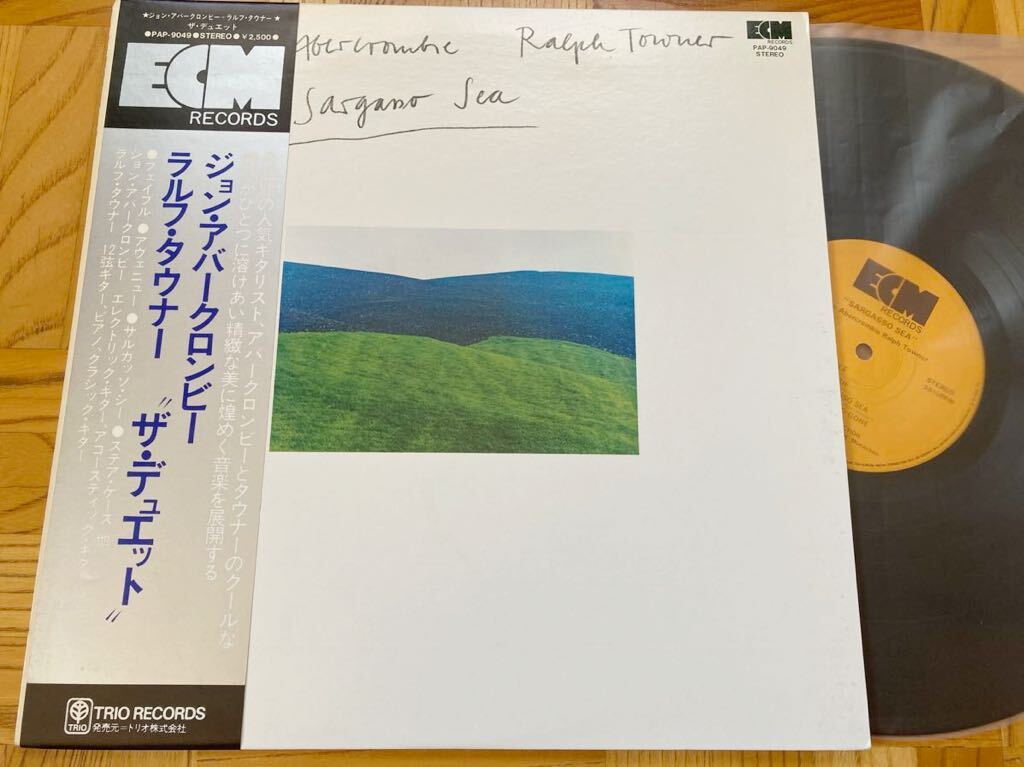 ★ジョン・アバークロンビー・ラルフ・タウナー★
ザ・デュエット
●PAP-9049●STEREO●¥2,500●
ECM
RECORDS
の人気ギタリスト、アバークロンビーとタウナーのクールな
ひとつに溶けあい精緻な美に煌めく音楽を展開する
ジョン・アバークロンビー
ラルフ・タウナー
"ザ・デュエット"
●フェイブル●アヴェニュー●サルガッソ・シー●ステア・ケース 他
ジョン・アバークロンビー エレクトリック・ギター、アコースティック・ギ
ラルフ・タウナー 12弦ギター、ピアノ、クラシック・ギター
TRIO
TRIO RECORDS
発売元=トリオ株式会社
Abercrombie Ralph Towner
Sargasso Sea
ECM
RECORDS
PAP-9049
STEREO
ECM
RECORDS
"SARGASSO SEA"
Abercrombie Ralph Towner
STEREO